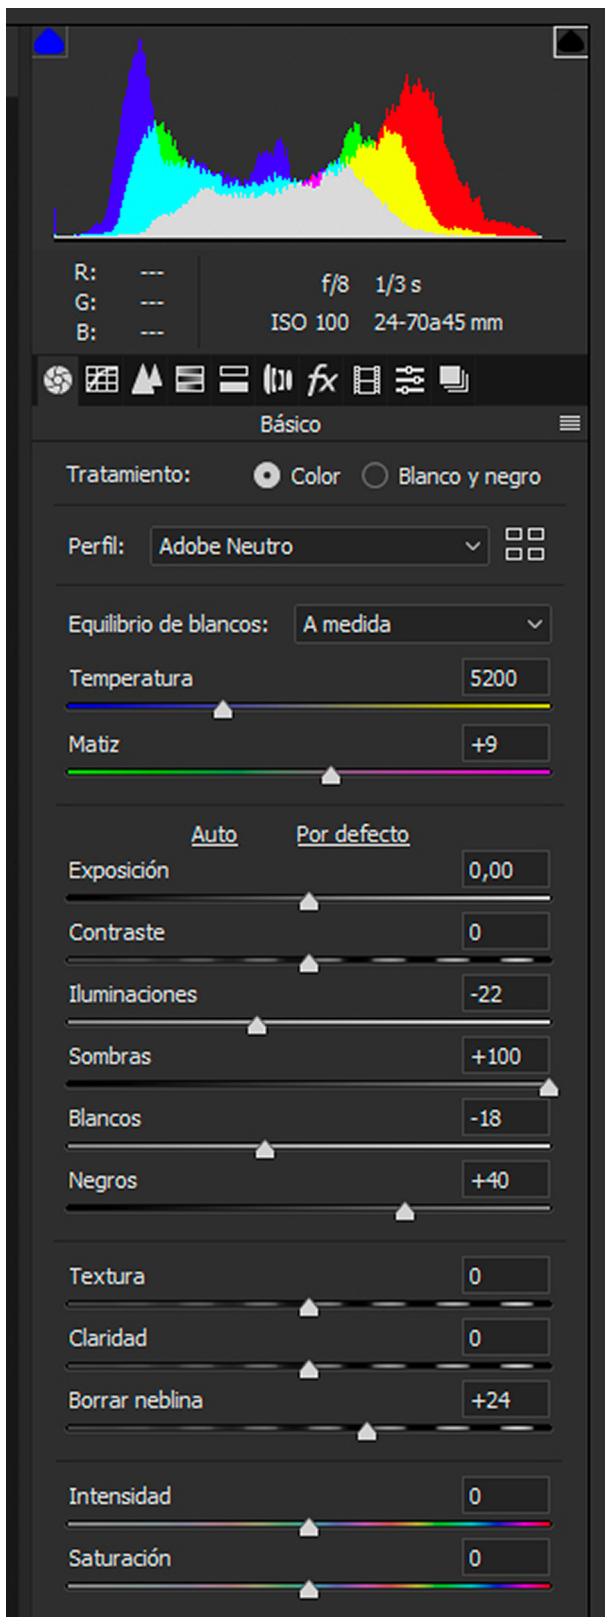 R: ---
G: ---
B: ---
f/8 1/3 s
ISO 100 24-70a45 mm
fx
Básico
Tratamiento: Color Blanco y negro
Perfil: Adobe Neutro
Equilibrio de blancos: A medida
Temperatura 5200
Matiz +9
Auto Por defecto
Exposición 0,00
Contraste 0
Iluminaciones -22
Sombras +100
Blancos -18
Negros +40
Textura 0
Claridad 0
Borrar neblina +24
Intensidad 0
Saturación 0